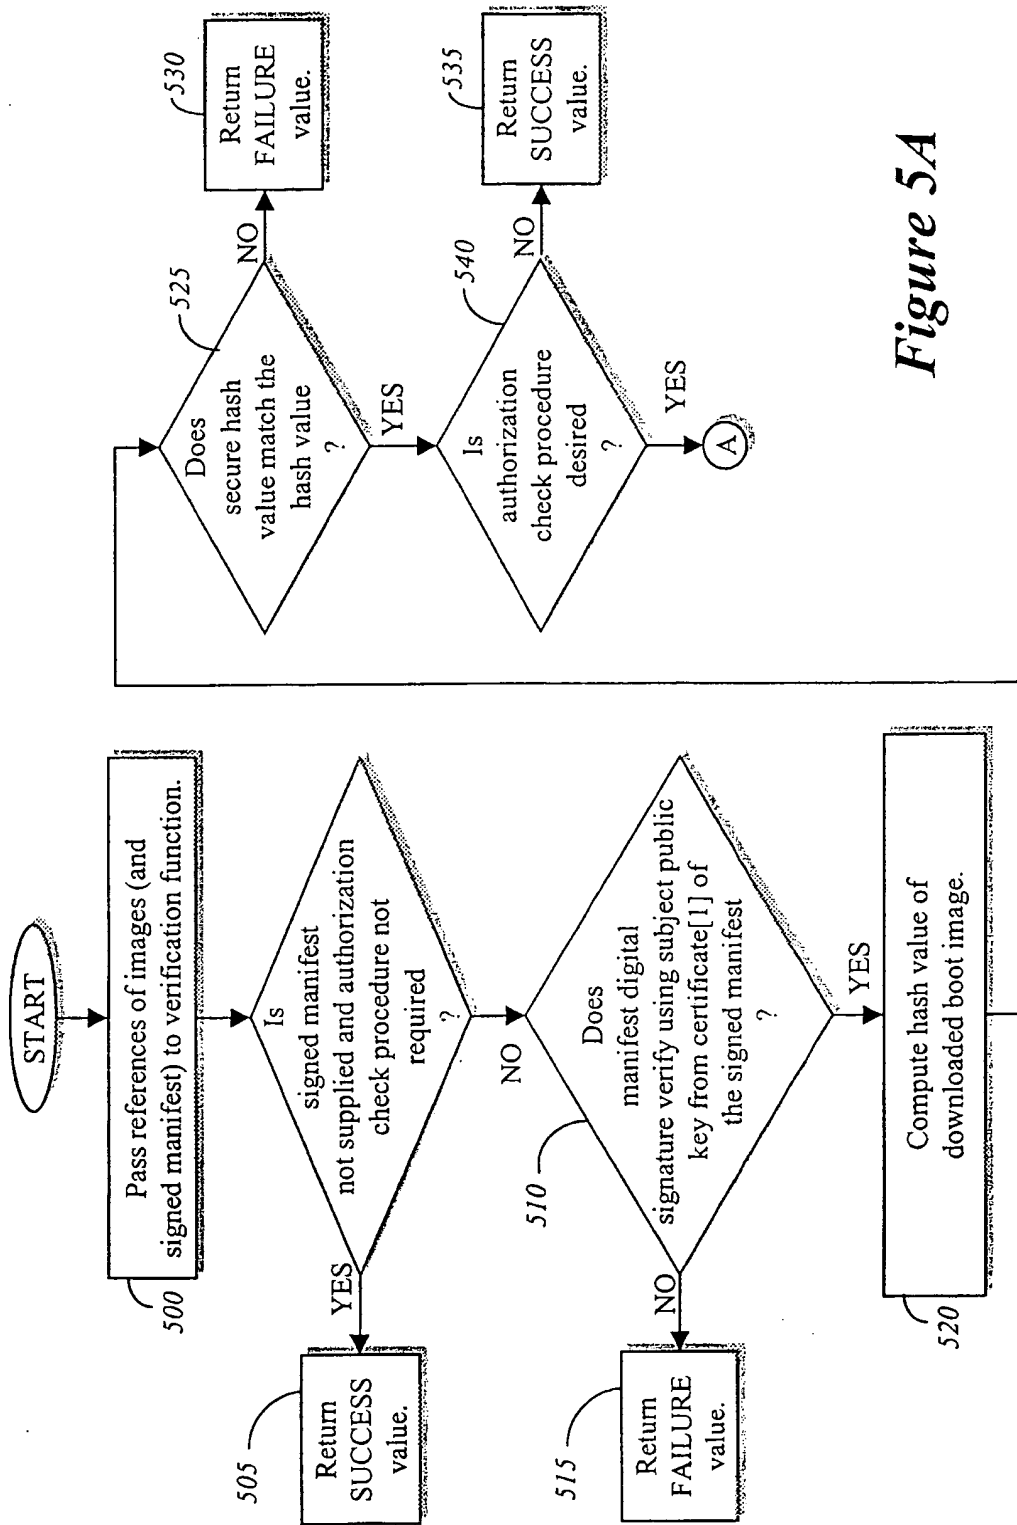 START
Pass references of images (and
signed manifest) to verification function.
500
Is
signed manifest
not supplied and authorization
check procedure not
required
?
YES
NO
505
Return
SUCCESS
value.
510
Does
manifest digital
signature verify using subject public
key from certificate[1] of
the signed manifest
?
NO
YES
515
Return
FAILURE
value.
Compute hash value of
downloaded boot image.
520
525
Does
secure hash
value match the
hash value
?
NO
YES
530
Return
FAILURE
value.
540
Is
authorization
check procedure
desired
?
NO
YES
535
Return
SUCCESS
value.
A
Figure 5A